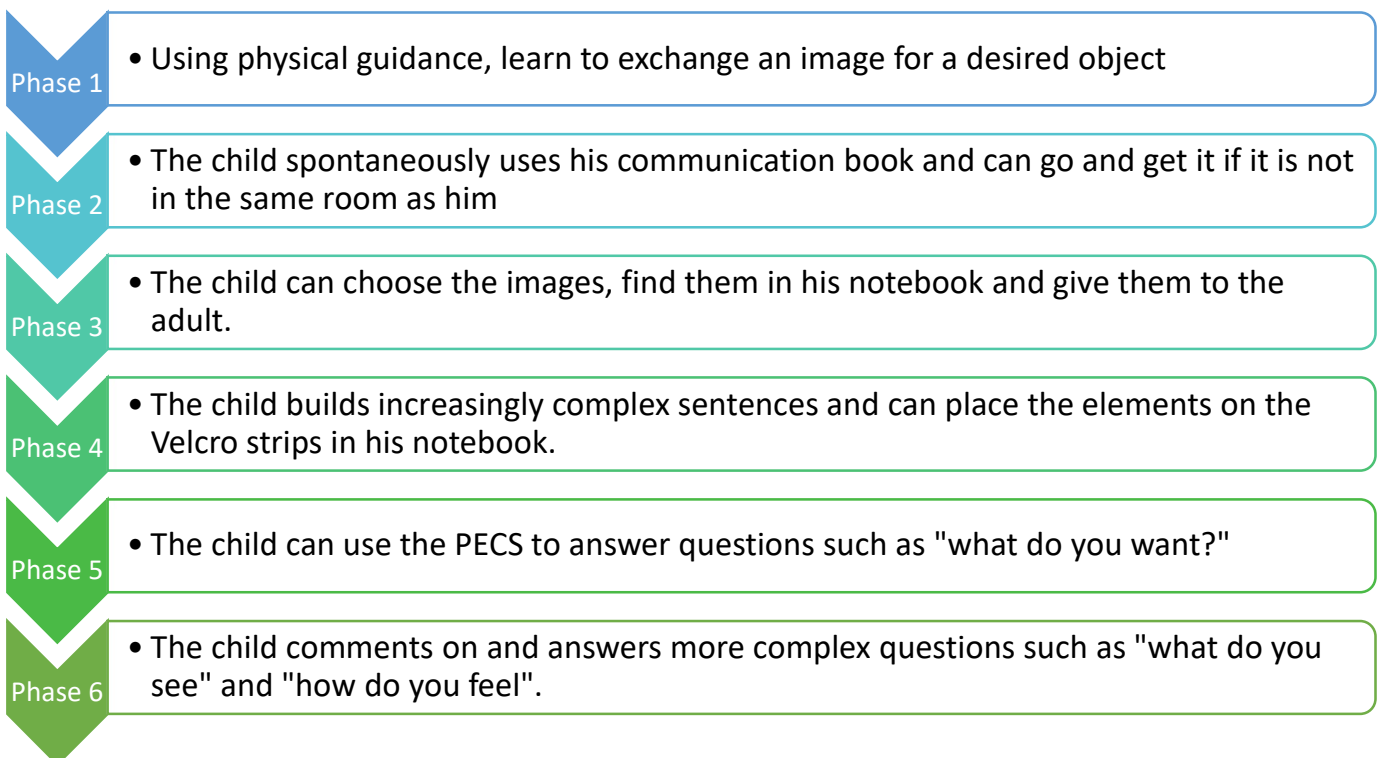 Phase 1
• Using physical guidance, learn to exchange an image for a desired object
Phase 2
• The child spontaneously uses his communication book and can go and get it if it is not
in the same room as him
Phase 3
• The child can choose the images, find them in his notebook and give them to the
adult.
Phase 4
• The child builds increasingly complex sentences and can place the elements on the
Velcro strips in his notebook.
Phase 5
• The child can use the PECS to answer questions such as "what do you want?"
Phase 6
• The child comments on and answers more complex questions such as "what do you
see" and "how do you feel".